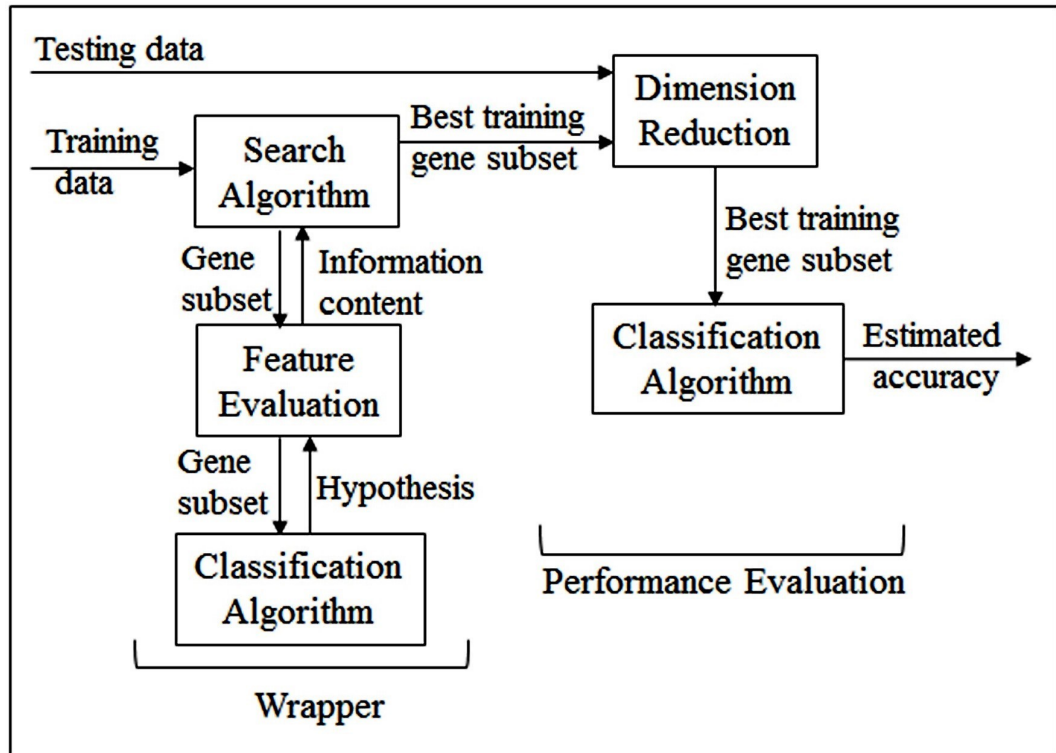 Testing data
Training
data
Search
Algorithm
Best training
gene subset
Dimension
Reduction
Gene
subset
Information
content
Best training
gene subset
Feature
Evaluation
Classification
Algorithm
Estimated
accuracy
Gene
subset
Hypothesis
Classification
Algorithm
Wrapper
Performance Evaluation